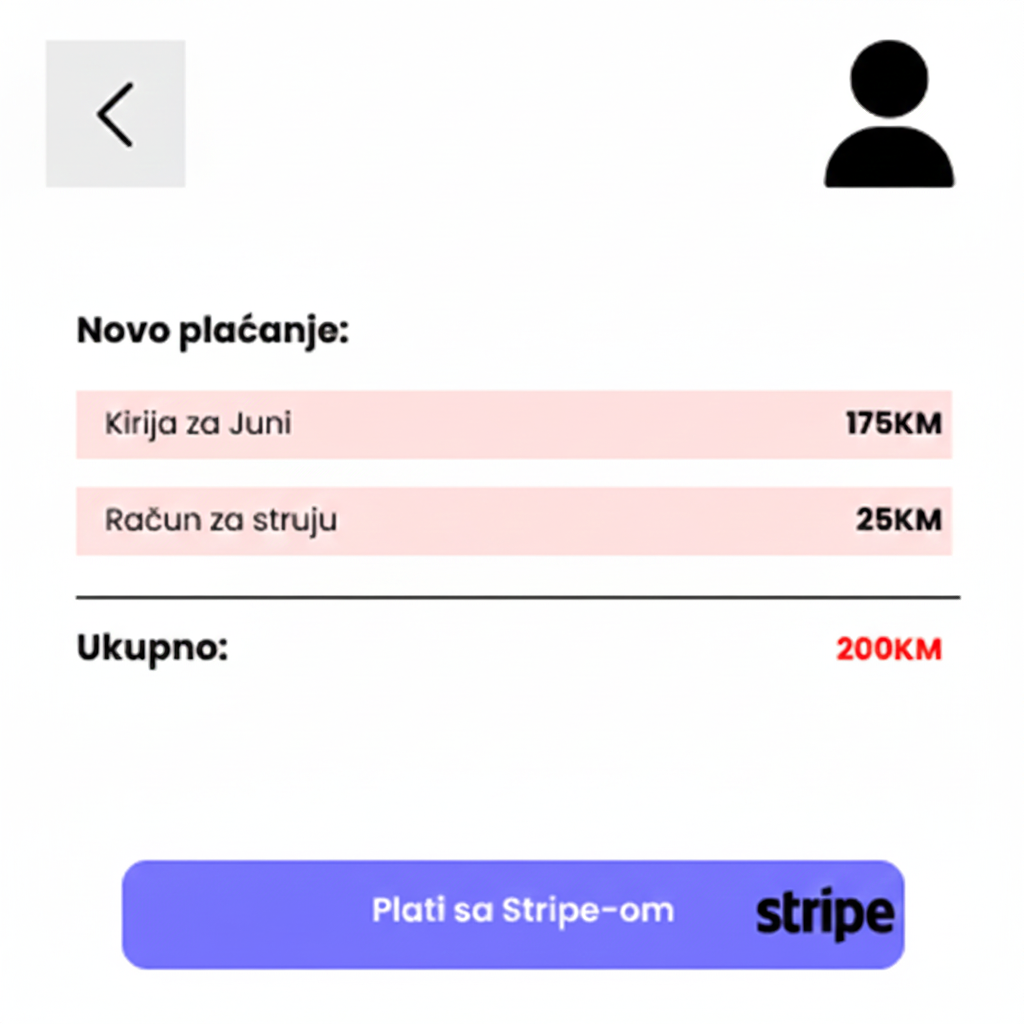 Novo plaćanje:
Kirija za Juni 175KM
Račun za struju 25KM
Ukupno: 200KM
Plati sa Stripe-om stripe